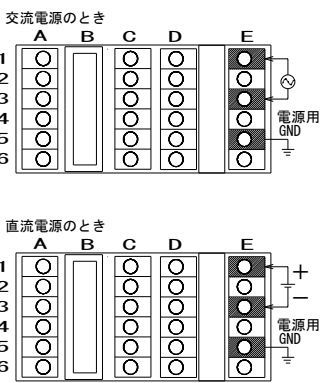 交流電源のとき
A B C D E
1
2
3
4 電源用
5 GND
6
直流電源のとき
A B C D E
1 +
2
3 −
4 電源用
5 GND
6